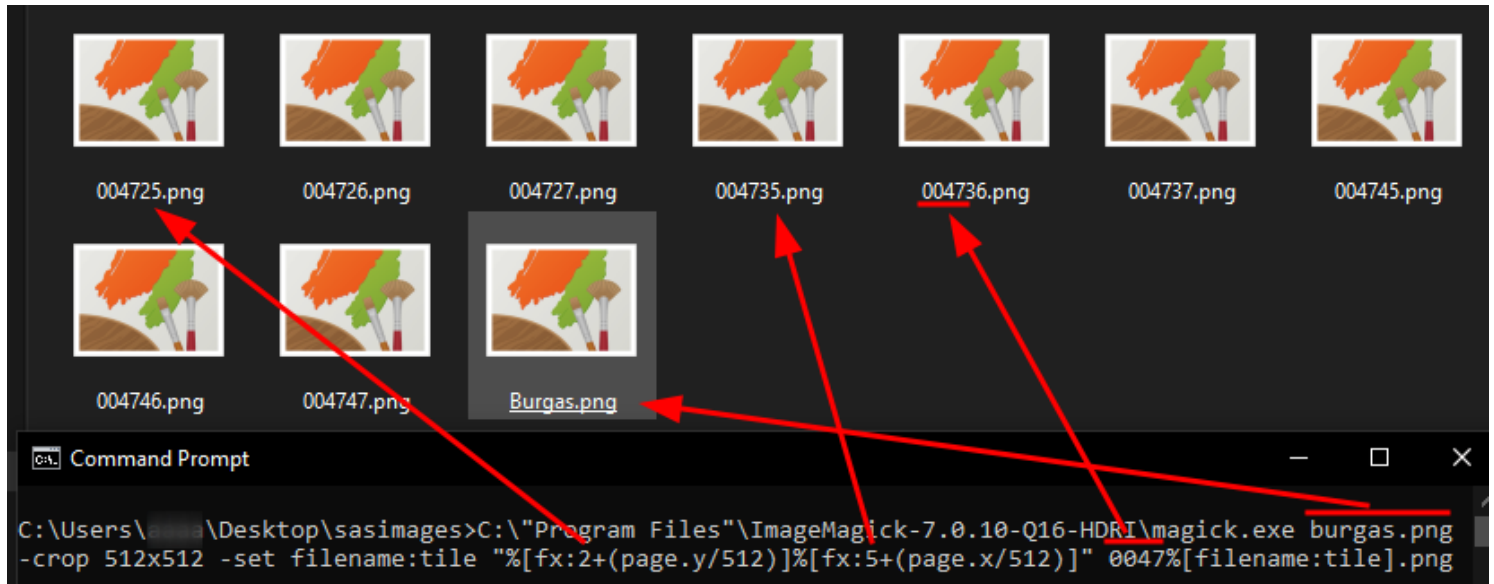 004725.png 004726.png 004727.png 004735.png 004736.png 004737.png 004745.png
004746.png 004747.png Burgas.png
Command Prompt
C:\Users\ \Desktop\sasimages>C:\"Program Files"\ImageMagick-7.0.10-Q16-HDRI\magick.exe burgas.png
-crop 512x512 -set filename:tile "%[fx:2+(page.y/512)]%[fx:5+(page.x/512)]" 0047%[filename:tile].png